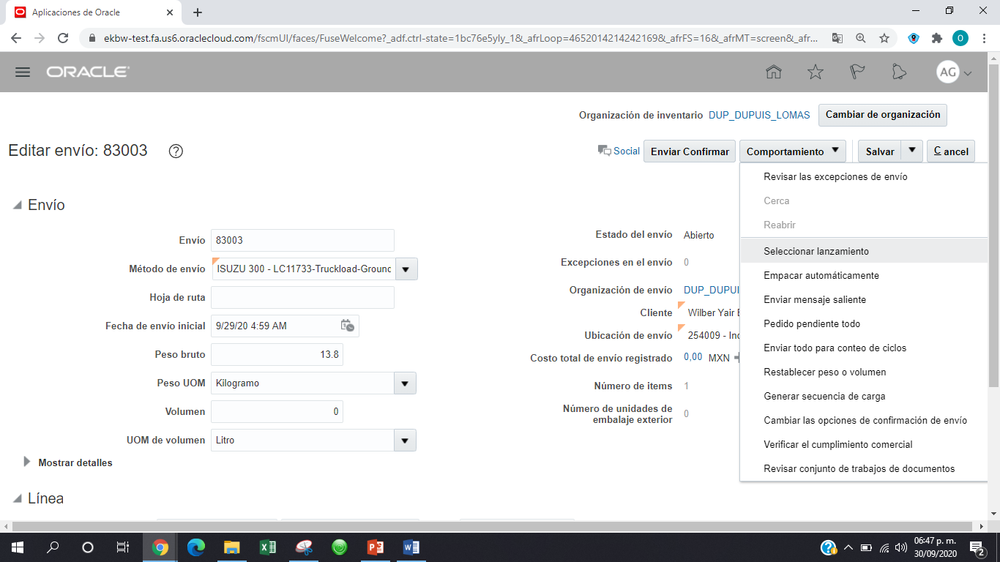 Aplicaciones de Oracle
ekbw-test.fa.us6.oraclecloud.com/fscmUI/faces/FuseWelcome?_adf.ctrl-state=1bc76e5yly_1&_afrLoop=4652014214242169&_afrFS=16&_afrMT=screen&_afr...
O
ORACLE
AG
Organización de inventario DUP_DUPUIS_LOMAS Cambiar de organización
Editar envío: 83003
Social Enviar Confirmar Comportamiento Salvar C ancel
Revisar las excepciones de envío
Cerca
Reabrir
Seleccionar lanzamiento
Empacar automáticamente
Enviar mensaje saliente
Pedido pendiente todo
Enviar todo para conteo de ciclos
Restablecer peso o volumen
Generar secuencia de carga
Cambiar las opciones de confirmación de envío
Verificar el cumplimiento comercial
Revisar conjunto de trabajos de documentos
Envío
Envío 83003
Método de envío ISUZU 300 - LC11733-Truckload-Ground
Hoja de ruta
Fecha de envío inicial 9/29/20 4:59 AM
Peso bruto 13.8
Peso UOM Kilogramo
Volumen 0
UOM de volumen Litro
Mostrar detalles
Estado del envío Abierto
Excepciones en el envío 0
Organización de envío DUP_DUPUI
Cliente Wilber Yair
Ubicación de envío 254009 - Inc
Costo total de envío registrado 0,00 MXN
Número de items 1
Número de unidades de
embalaje exterior 0
Línea
06:47 p. m.
30/09/2020
2